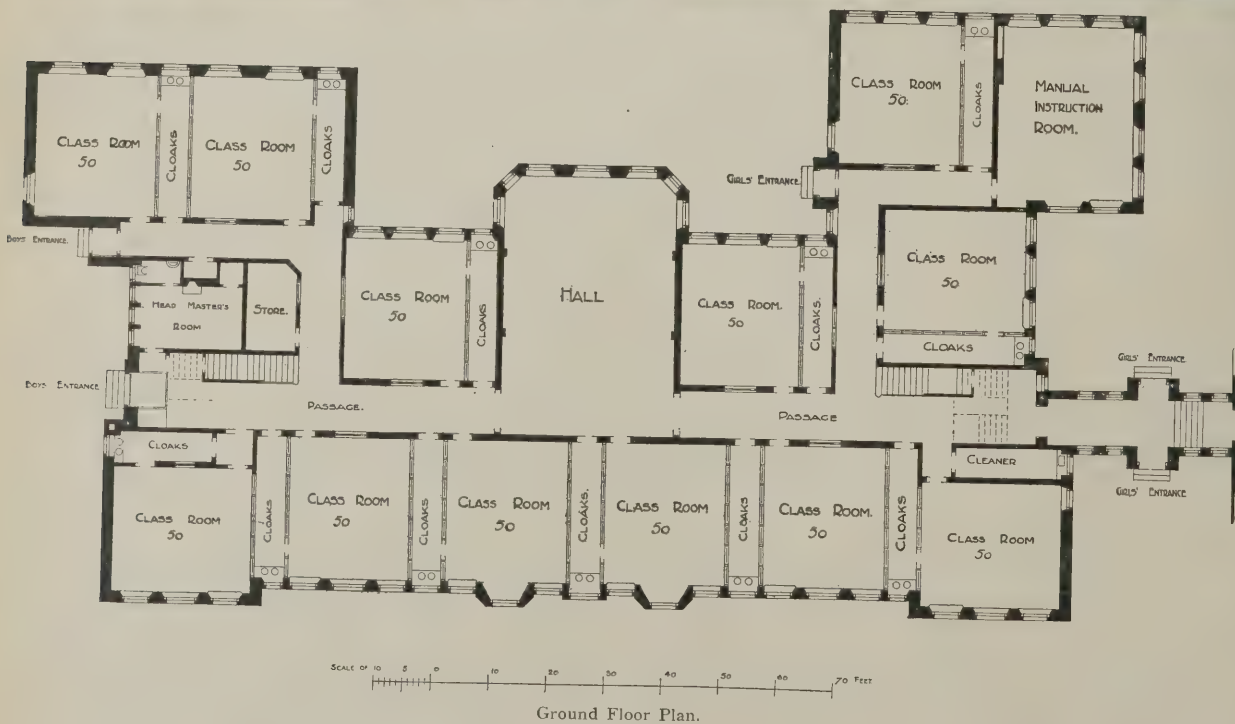 CLASS ROOM
50
CLOAKS
CLASS ROOM
50
CLOAKS
CLASS ROOM
50.
CLOAKS
MANUAL
INSTRUCTION
ROOM.
BOYS ENTRANCE.
GIRLS' ENTRANCE
HEAD MASTER'S
ROOM
STORE.
CLASS ROOM
50
CLOAKS
HALL
CLASS ROOM.
50
CLOAKS.
CLASS ROOM
50
CLOAKS
BOYS ENTRANCE
PASSAGE.
PASSAGE
GIRLS' ENTRANCE
CLOAKS
CLASS ROOM
50
CLOAKS
CLASS ROOM
50
CLOAKS
CLASS ROOM
50
CLOAKS.
CLASS ROOM
50
CLOAKS
CLASS ROOM.
50
CLOAKS
CLEANER
CLASS ROOM
50
GIRLS' ENTRANCE
SCALE OF 10 5 0 10 20 30 40 50 60 70 FEET
Ground Floor Plan.